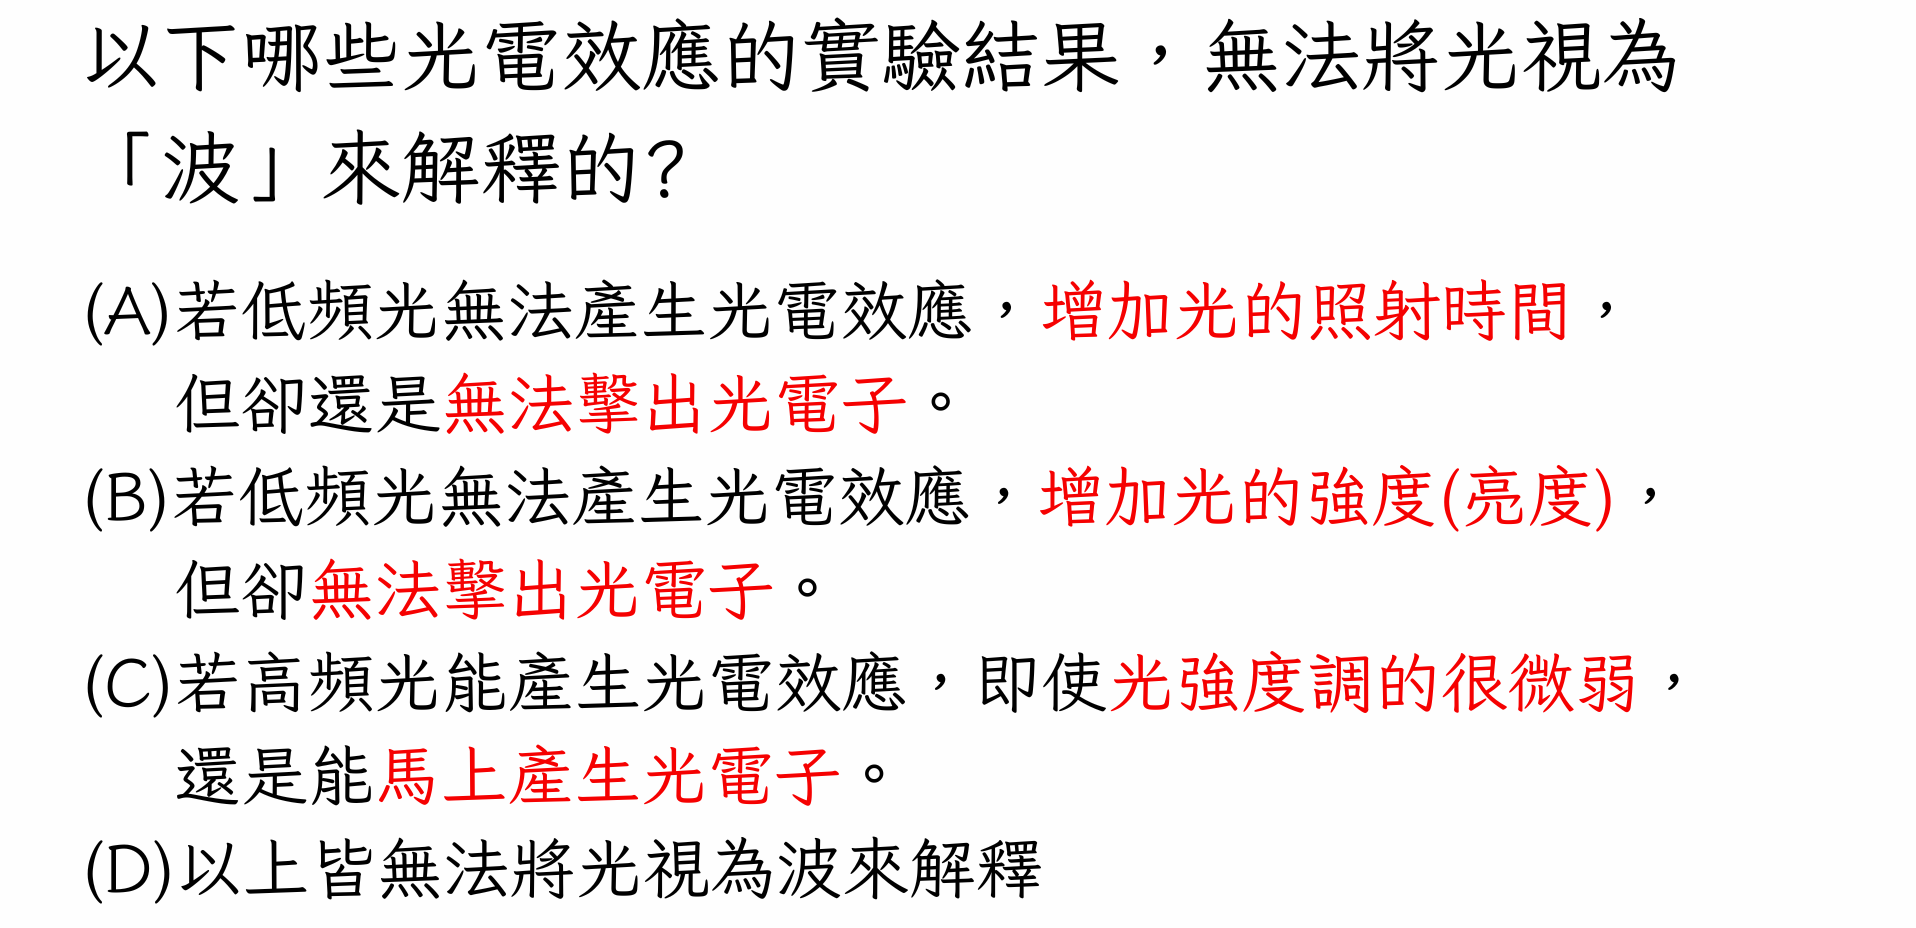 以下哪些光電效應的實驗結果，無法將光視為
「波」來解釋的?
(A)若低頻光無法產生光電效應，增加光的照射時間，
但卻還是無法擊出光電子。
(B)若低頻光無法產生光電效應，增加光的強度(亮度)，
但卻無法擊出光電子。
(C)若高頻光能產生光電效應，即使光強度調的很微弱，
還是能馬上產生光電子。
(D)以上皆無法將光視為波來解釋